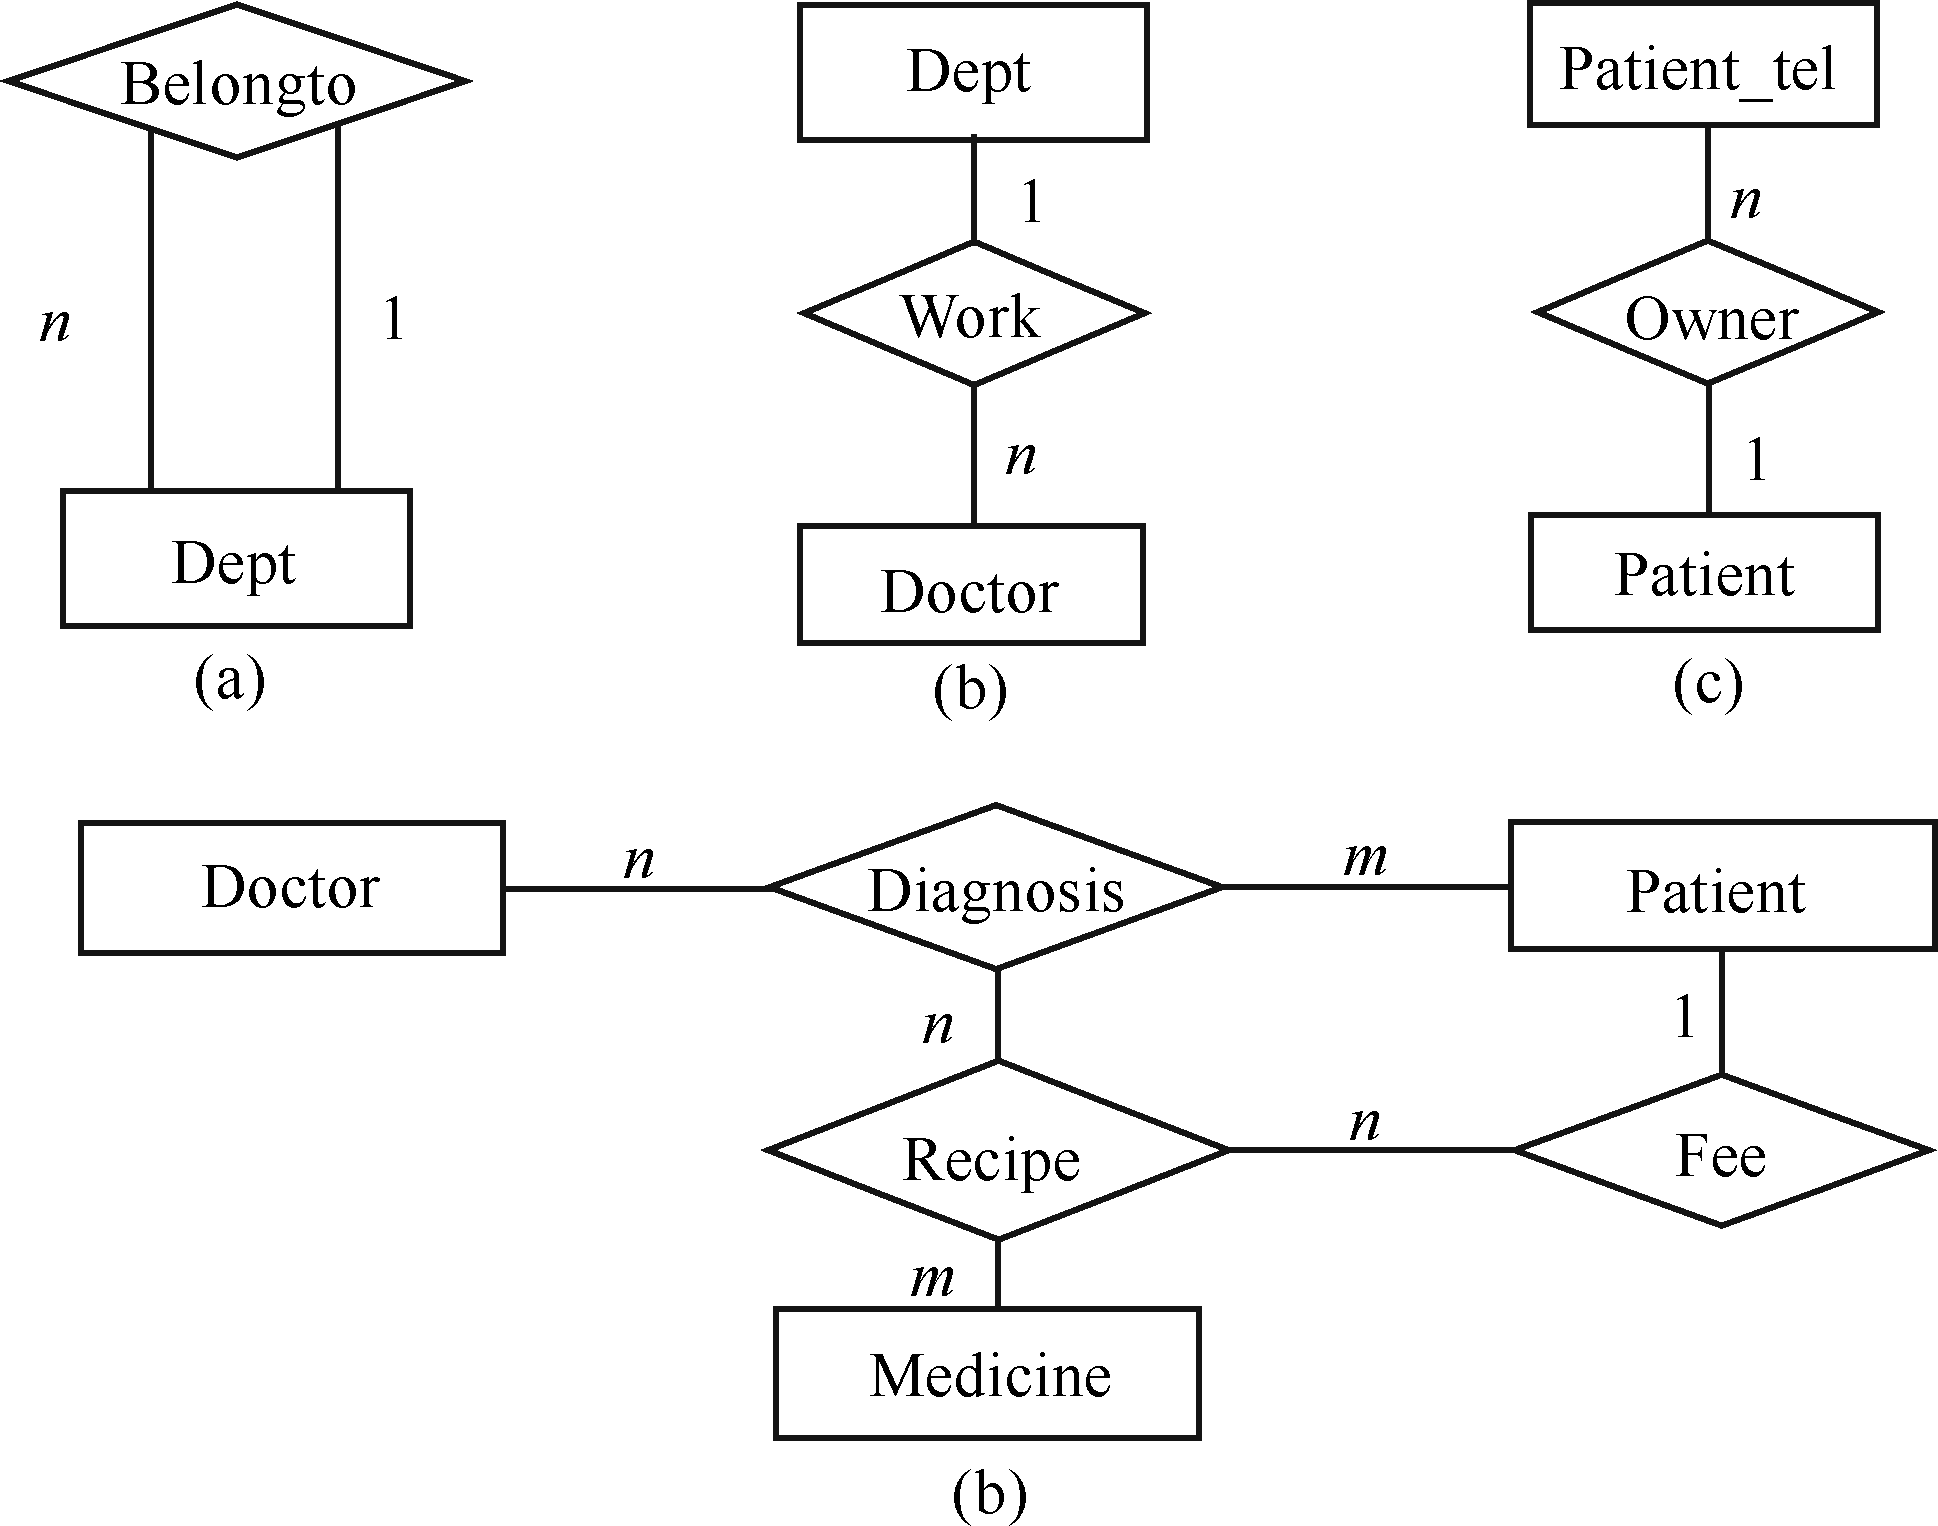 Belongto
n
1
Dept
(a)
Dept
1
Work
n
Doctor
(b)
Patient_tel
n
Owner
1
Patient
(c)
Doctor
n
Diagnosis
m
Patient
n
1
Recipe
n
Fee
m
Medicine
(b)